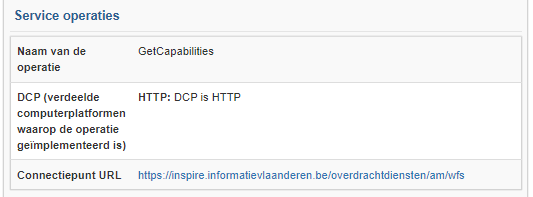 Service operaties
Naam van de GetCapabilities
operatie
DCP (verdeelde HTTP: DCP is HTTP
computerplatformen
waarop de operatie
geïmplementeerd is)
Connectiepunt URL https://inspire.informatievlaanderen.be/overdrachtdiensten/am/wfs